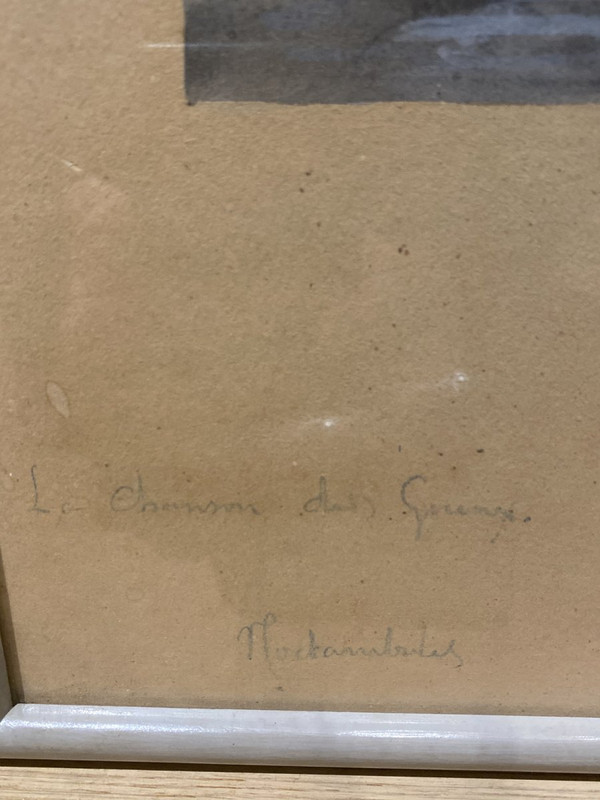 La chanson des Gueux.
Noctambules